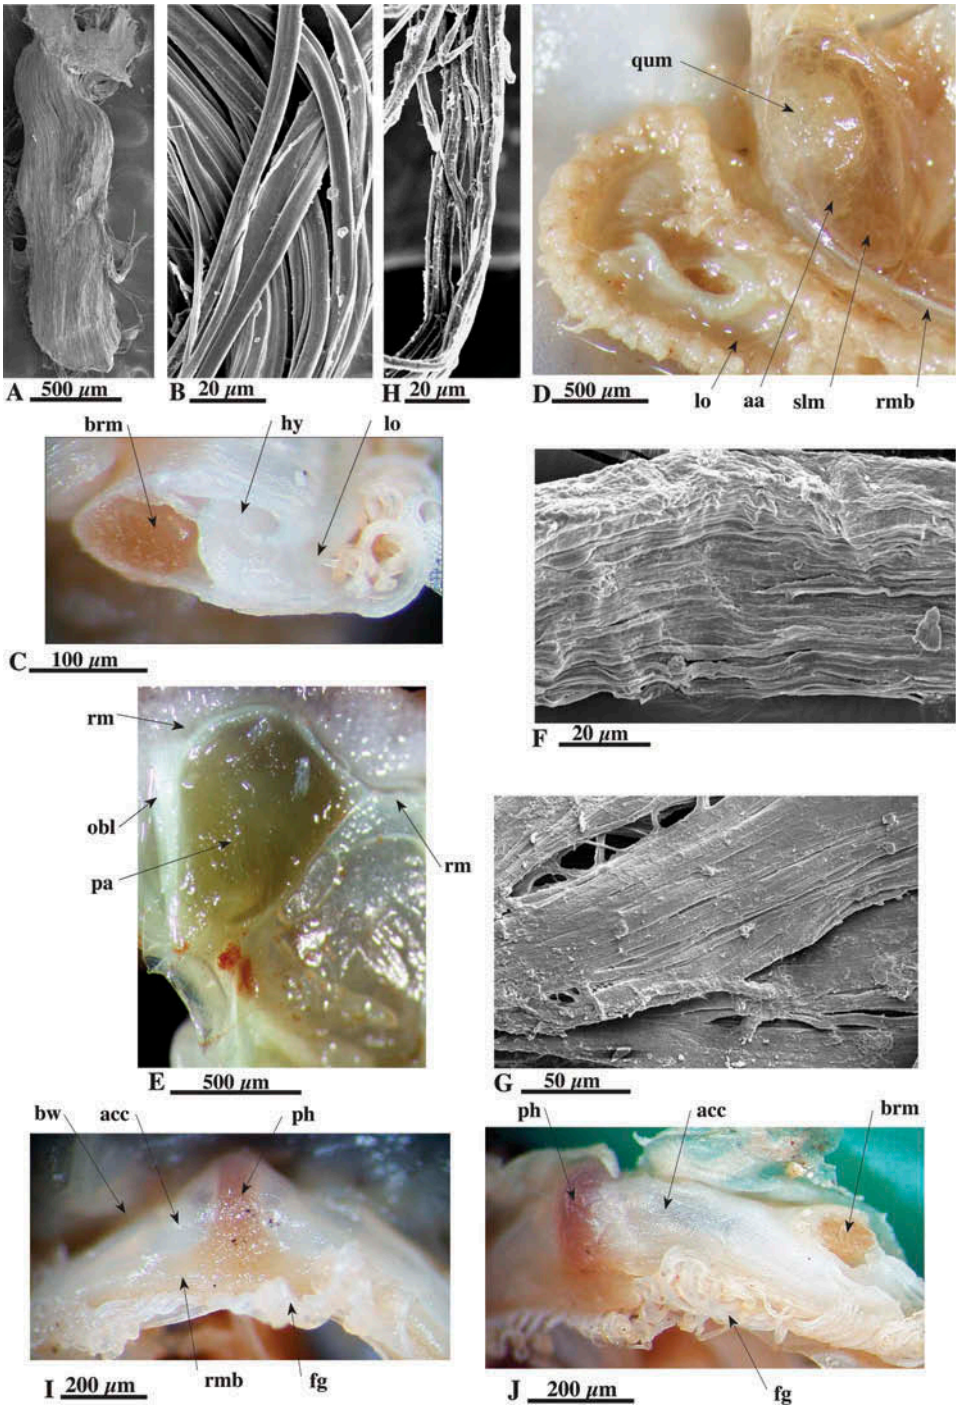 qum
A 500 µm
B 20 µm
H 20 µm
D 500 µm
lo aa slm rmb
brm hy lo
C 100 µm
F 20 µm
rm
obl
pa
rm
E 500 µm
G 50 µm
bw acc ph
ph acc brm
I 200 µm
rmb fg
J 200 µm
fg